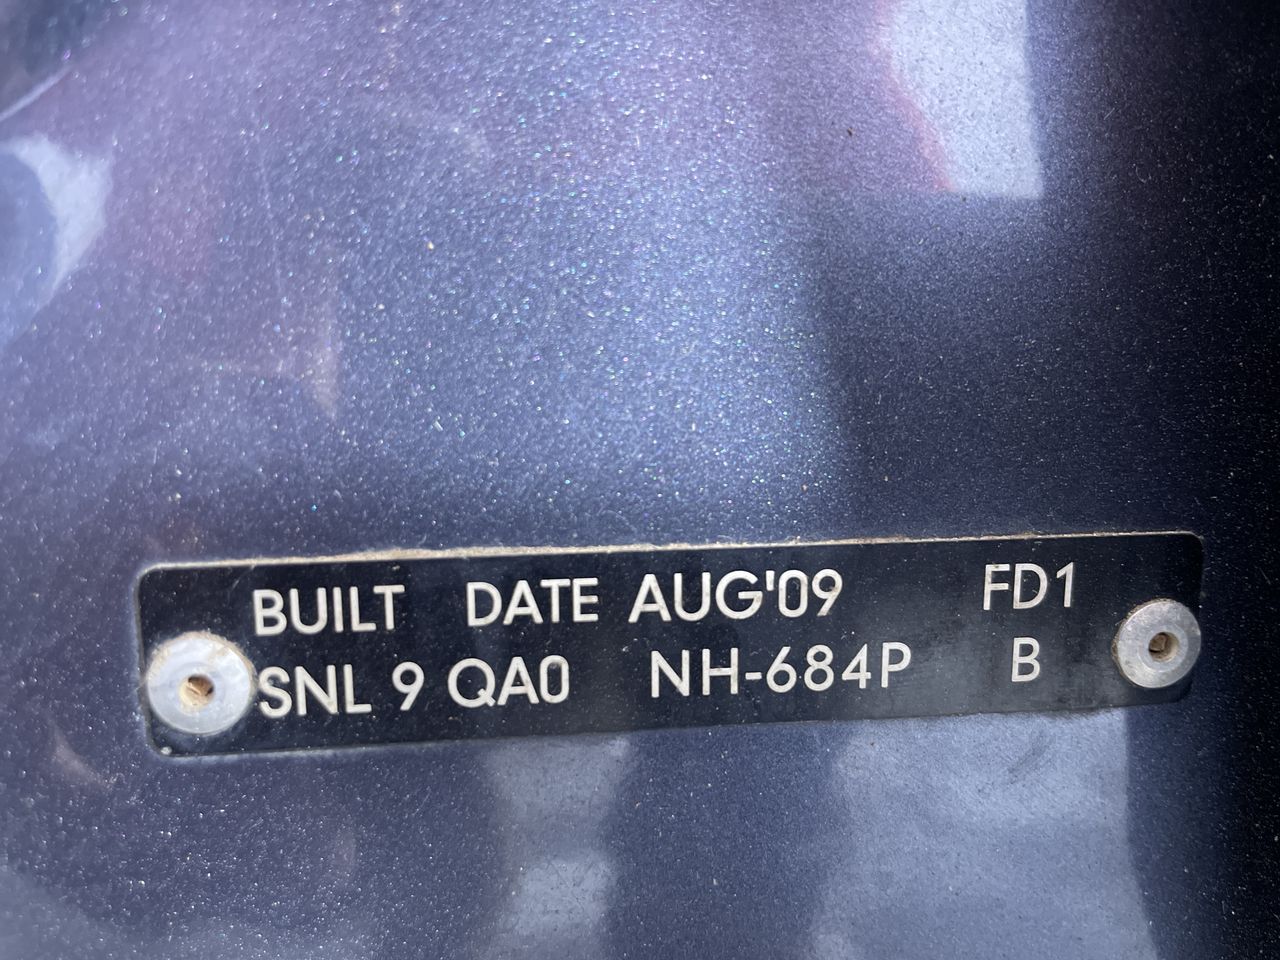 BUILT DATE AUG'09 FD1
SNL 9 QA0 NH-684P B